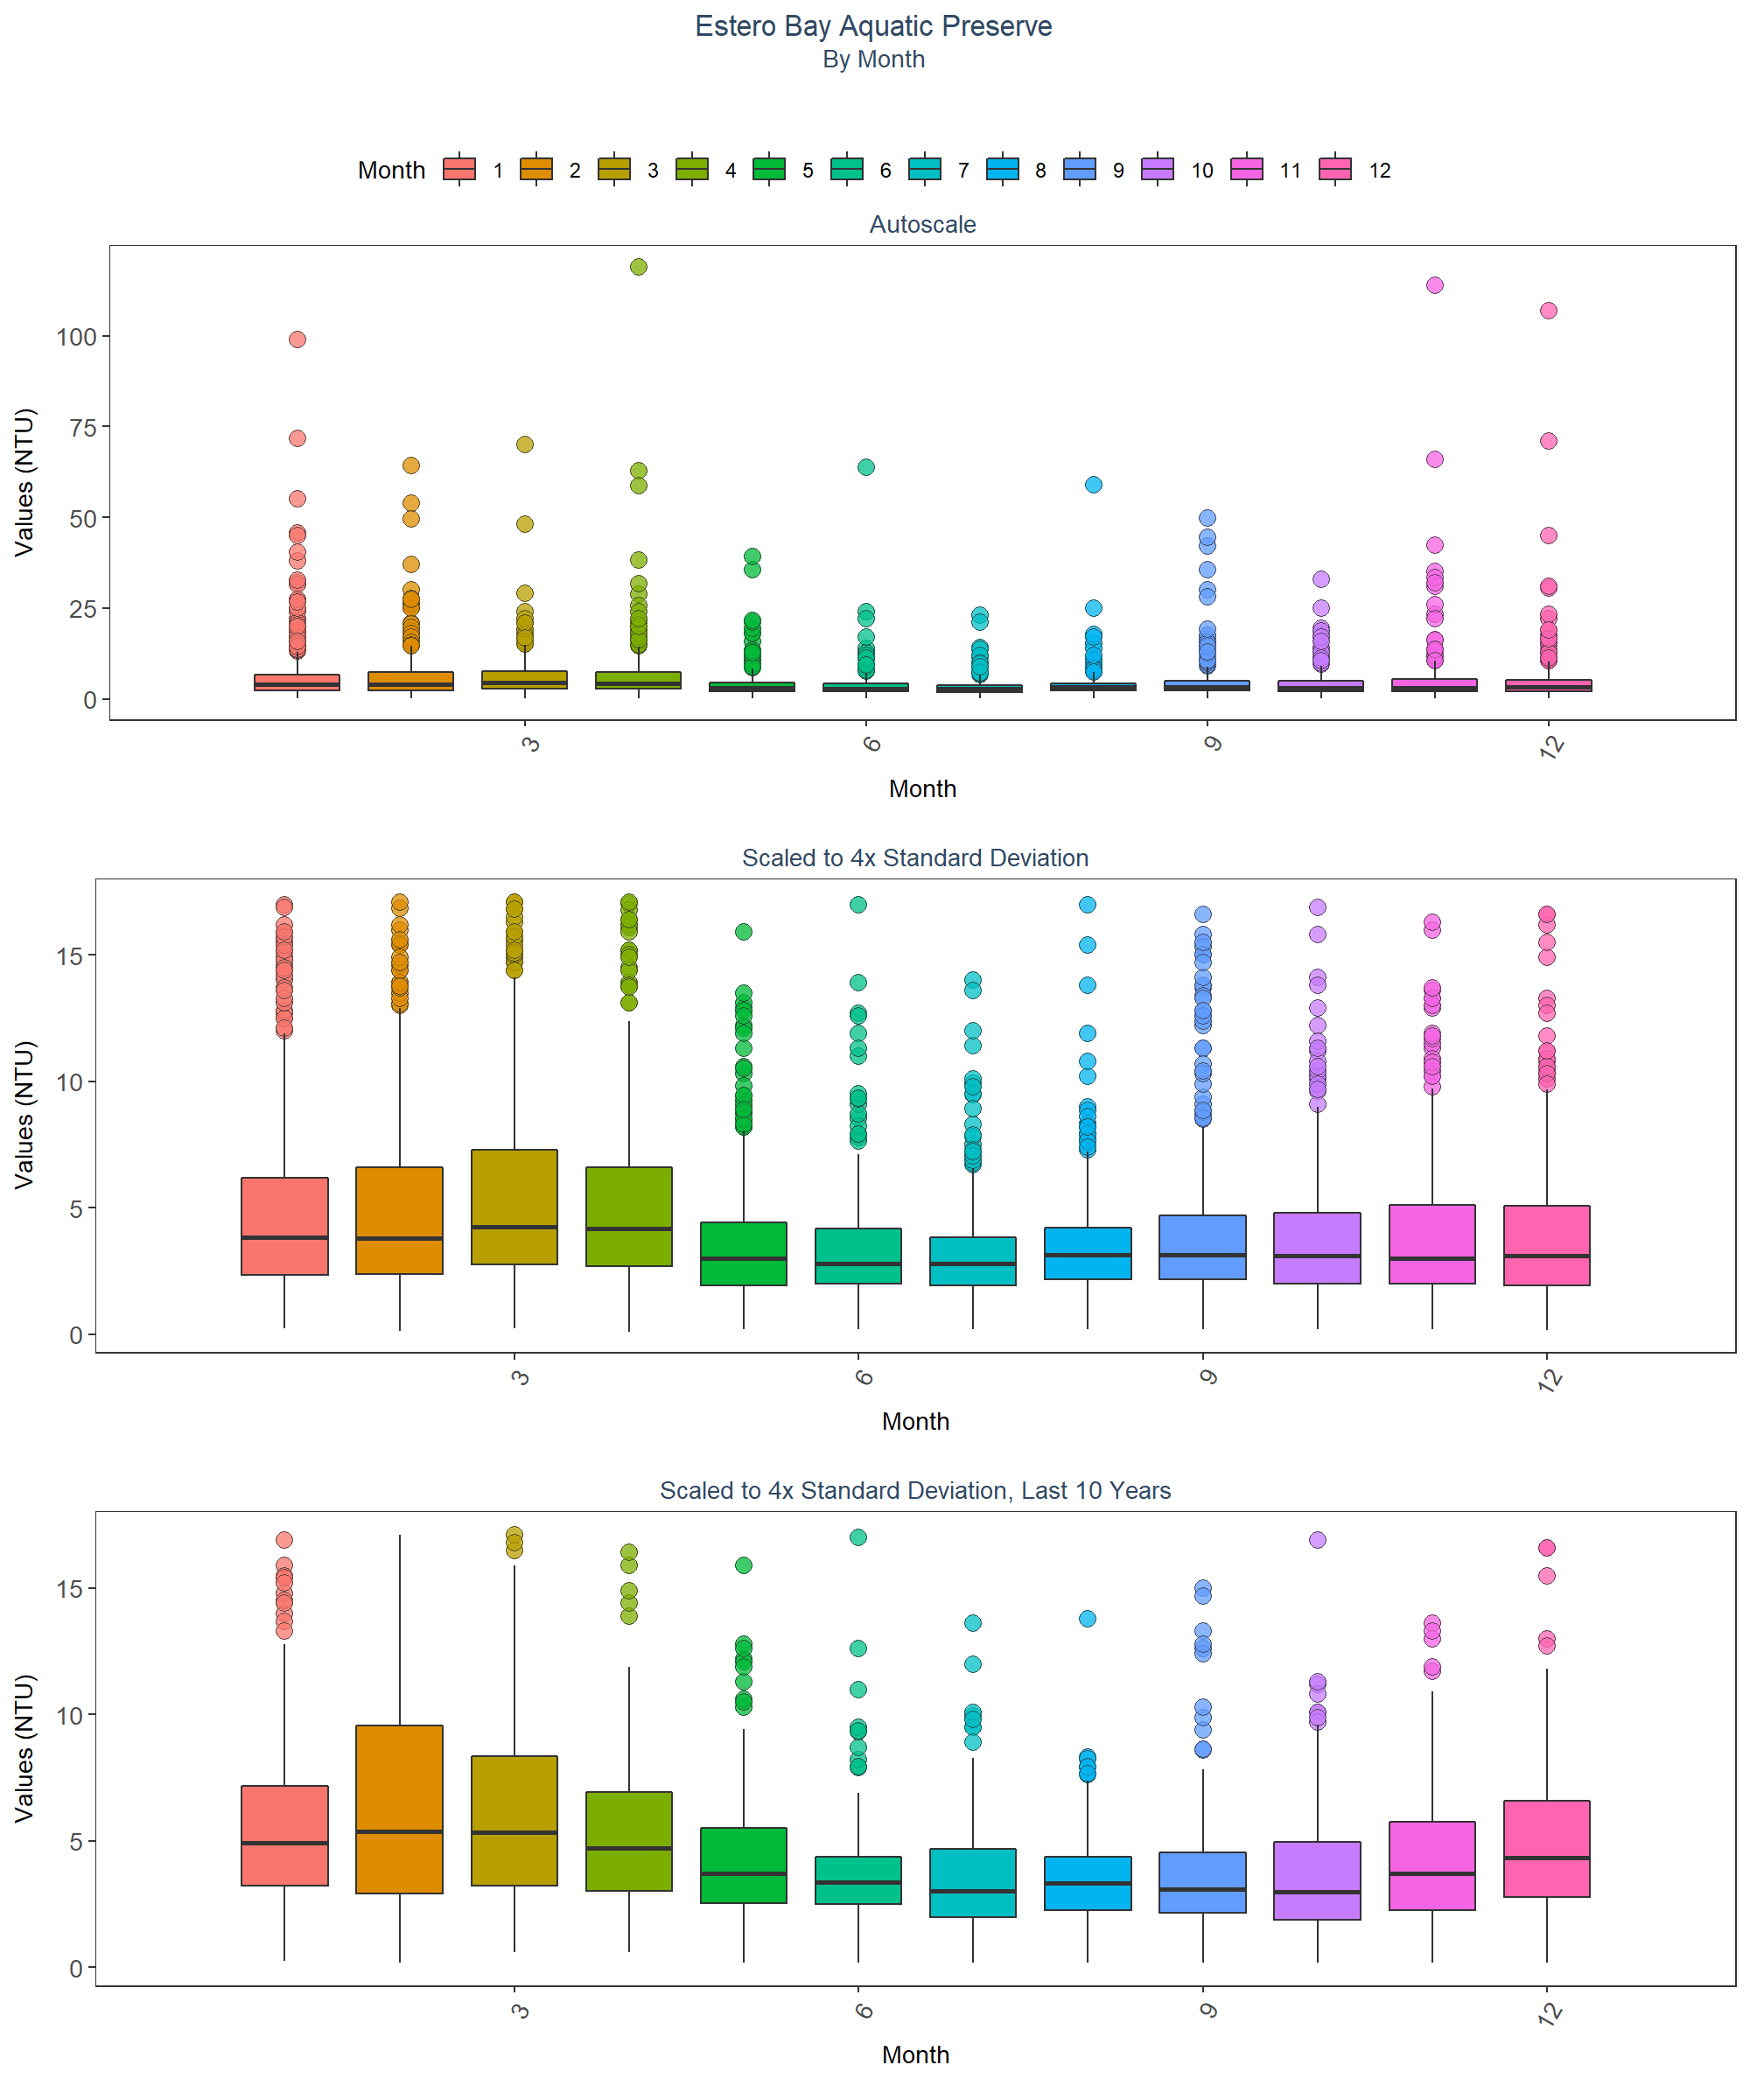 Estero Bay Aquatic Preserve
By Month
Month 1 2 3 4 5 6 7 8 9 10 11 12
Autoscale
Values (NTU)
100
75
50
25
0
3 6 9 12
Month
Scaled to 4x Standard Deviation
Values (NTU)
15
10
5
0
3 6 9 12
Month
Scaled to 4x Standard Deviation, Last 10 Years
Values (NTU)
15
10
5
0
3 6 9 12
Month